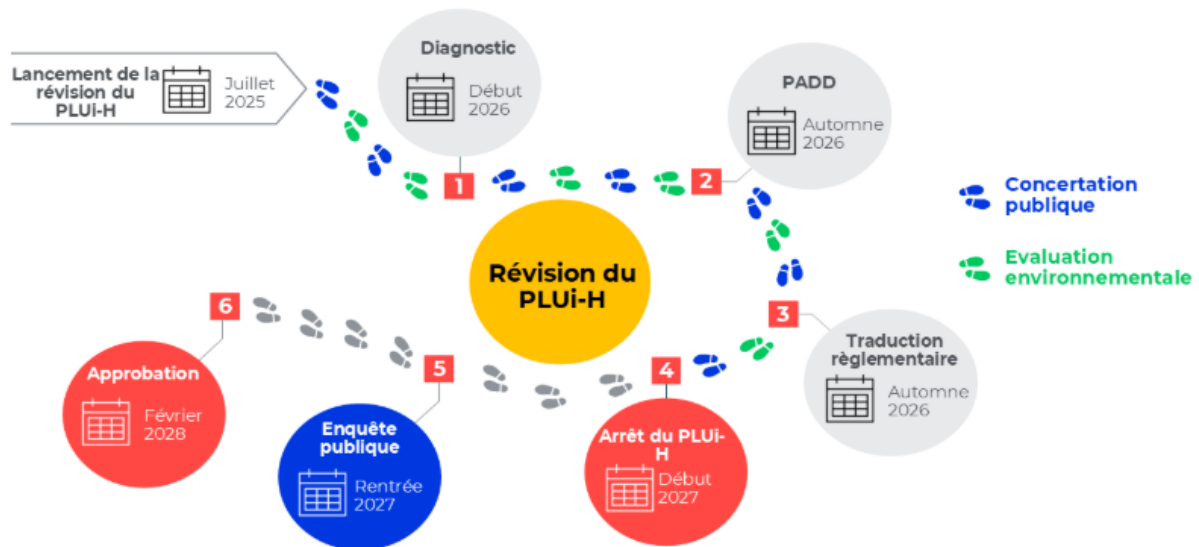 Lancement de la
révision du
PLUi-H
Juillet
2025
Diagnostic
Début
2026
1
PADD
Automne
2026
2
Concertation
publique
Evaluation
environnementale
Révision du
PLUi-H
3
Traduction
règlementaire
Automne
2026
4
Arrêt du PLUi-
H
Début
2027
5
Enquête
publique
Rentrée
2027
6
Approbation
Février
2028